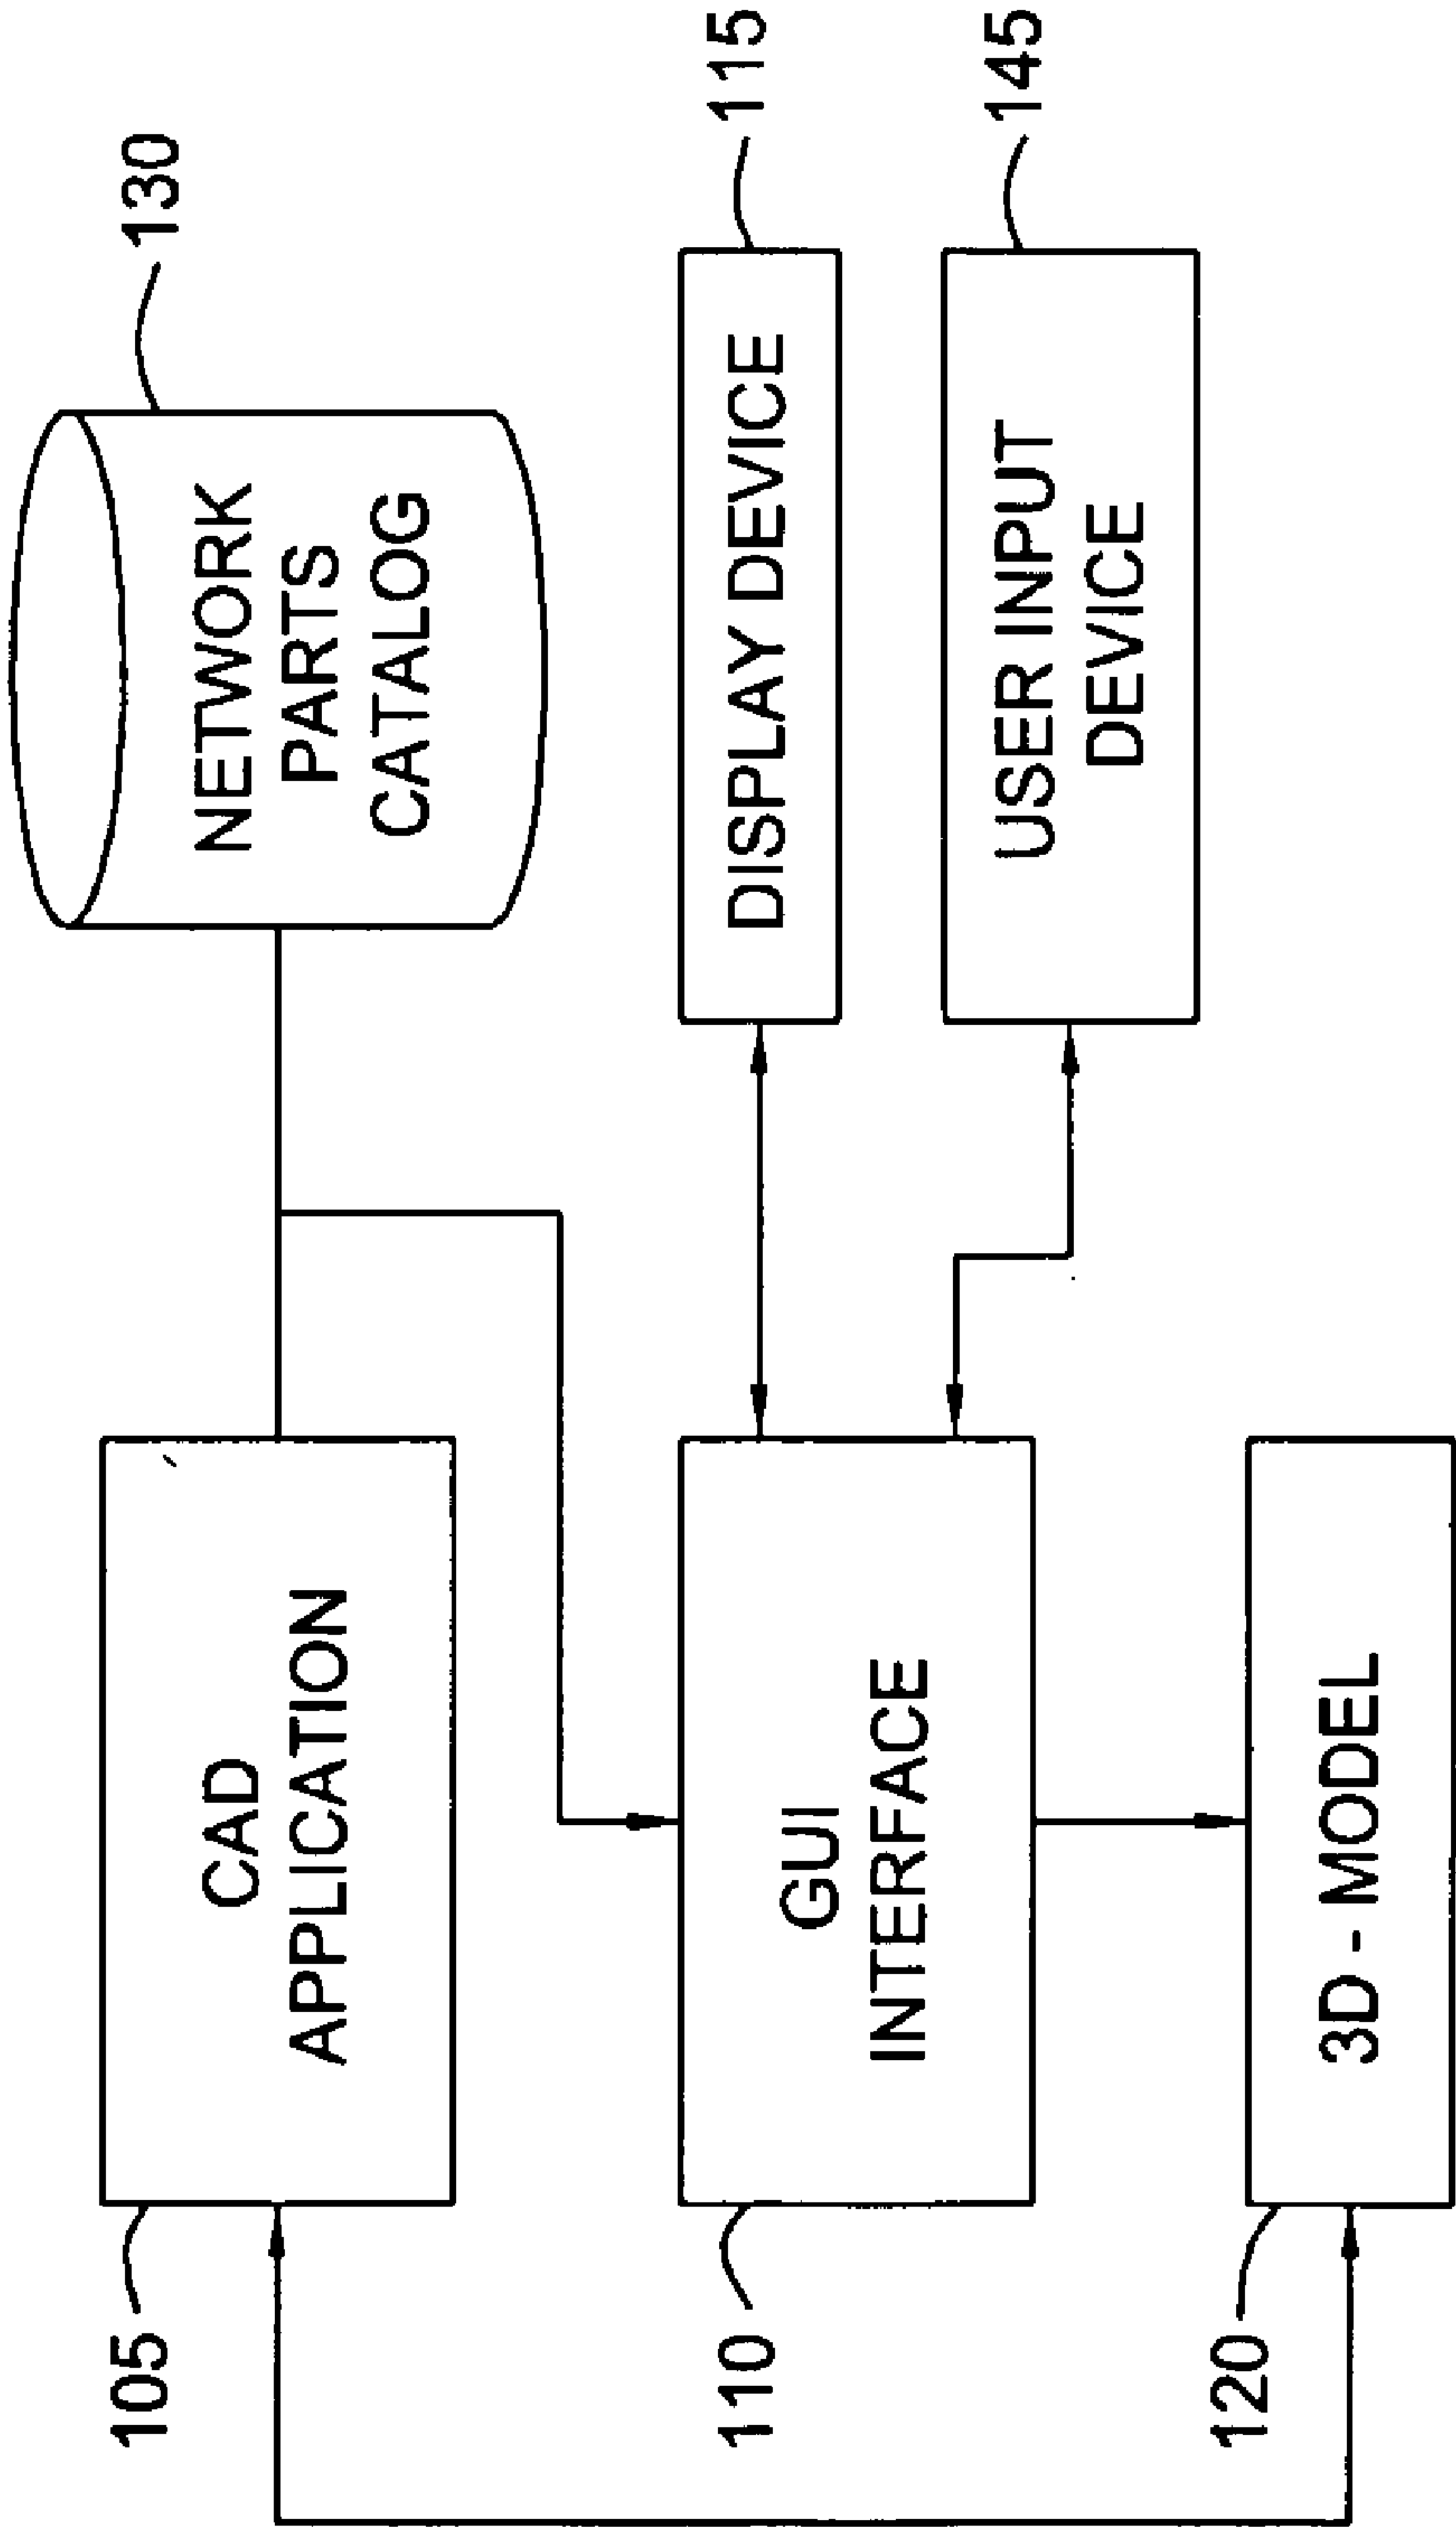 105
CAD
APPLICATION
NETWORK
PARTS
CATALOG
130
110
GUI
INTERFACE
DISPLAY DEVICE
115
USER INPUT
DEVICE
145
120
3D - MODEL